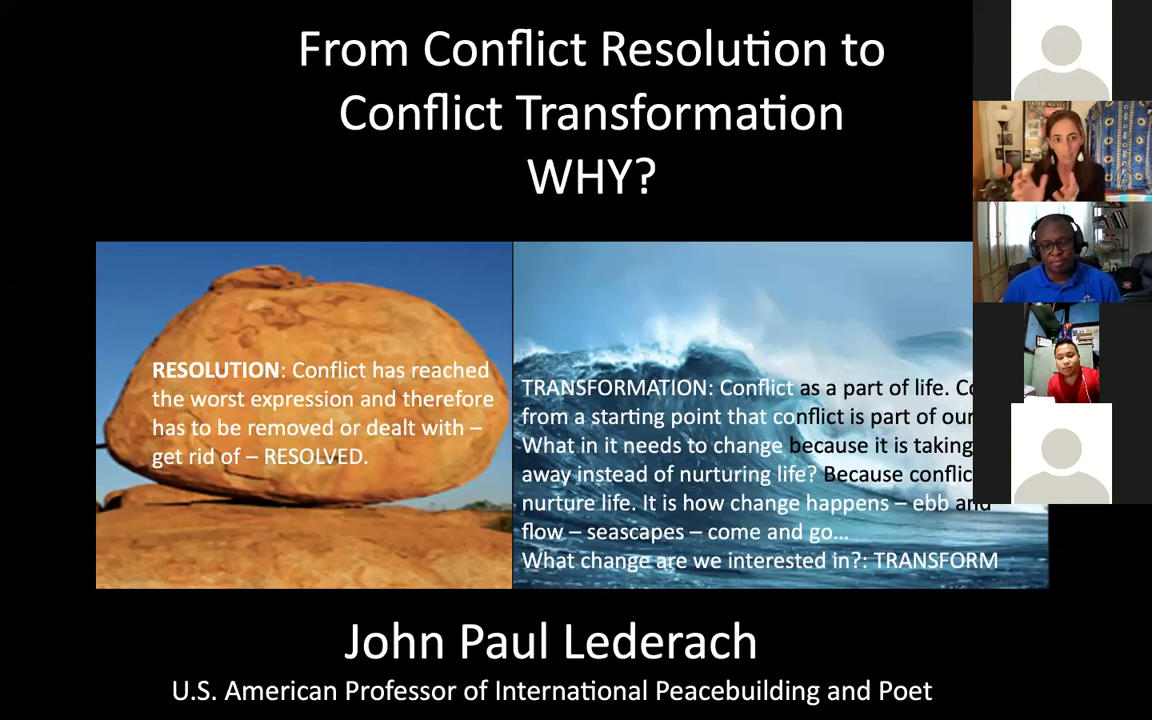 From Conflict Resolution to
Conflict Transformation
WHY?
RESOLUTION: Conflict has reached
the worst expression and therefore
has to be removed or dealt with –
get rid of – RESOLVED.
TRANSFORMATION: Conflict as a part of life.
from a starting point that conflict is part of our
What in it needs to change because it is taking
away instead of nurturing life? Because
nurture life. It is how change happens – ebb and
flow – seascapes – come and go...
What change are we interested in?: TRANSFORM
John Paul Lederach
U.S. American Professor of International Peacebuilding and Poet